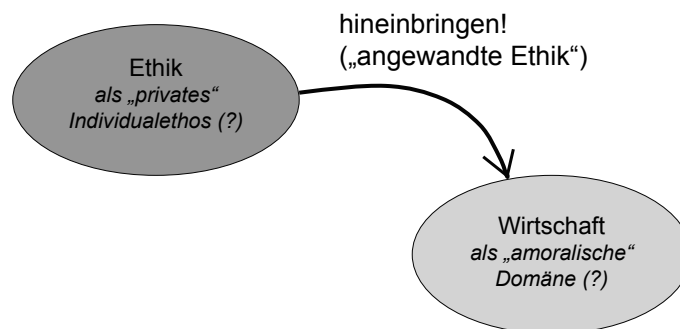 hineinbringen!
(„angewandte Ethik“)
Ethik
als „privates“
Individualethos (?)
Wirtschaft
als „amoralische“
Domäne (?)